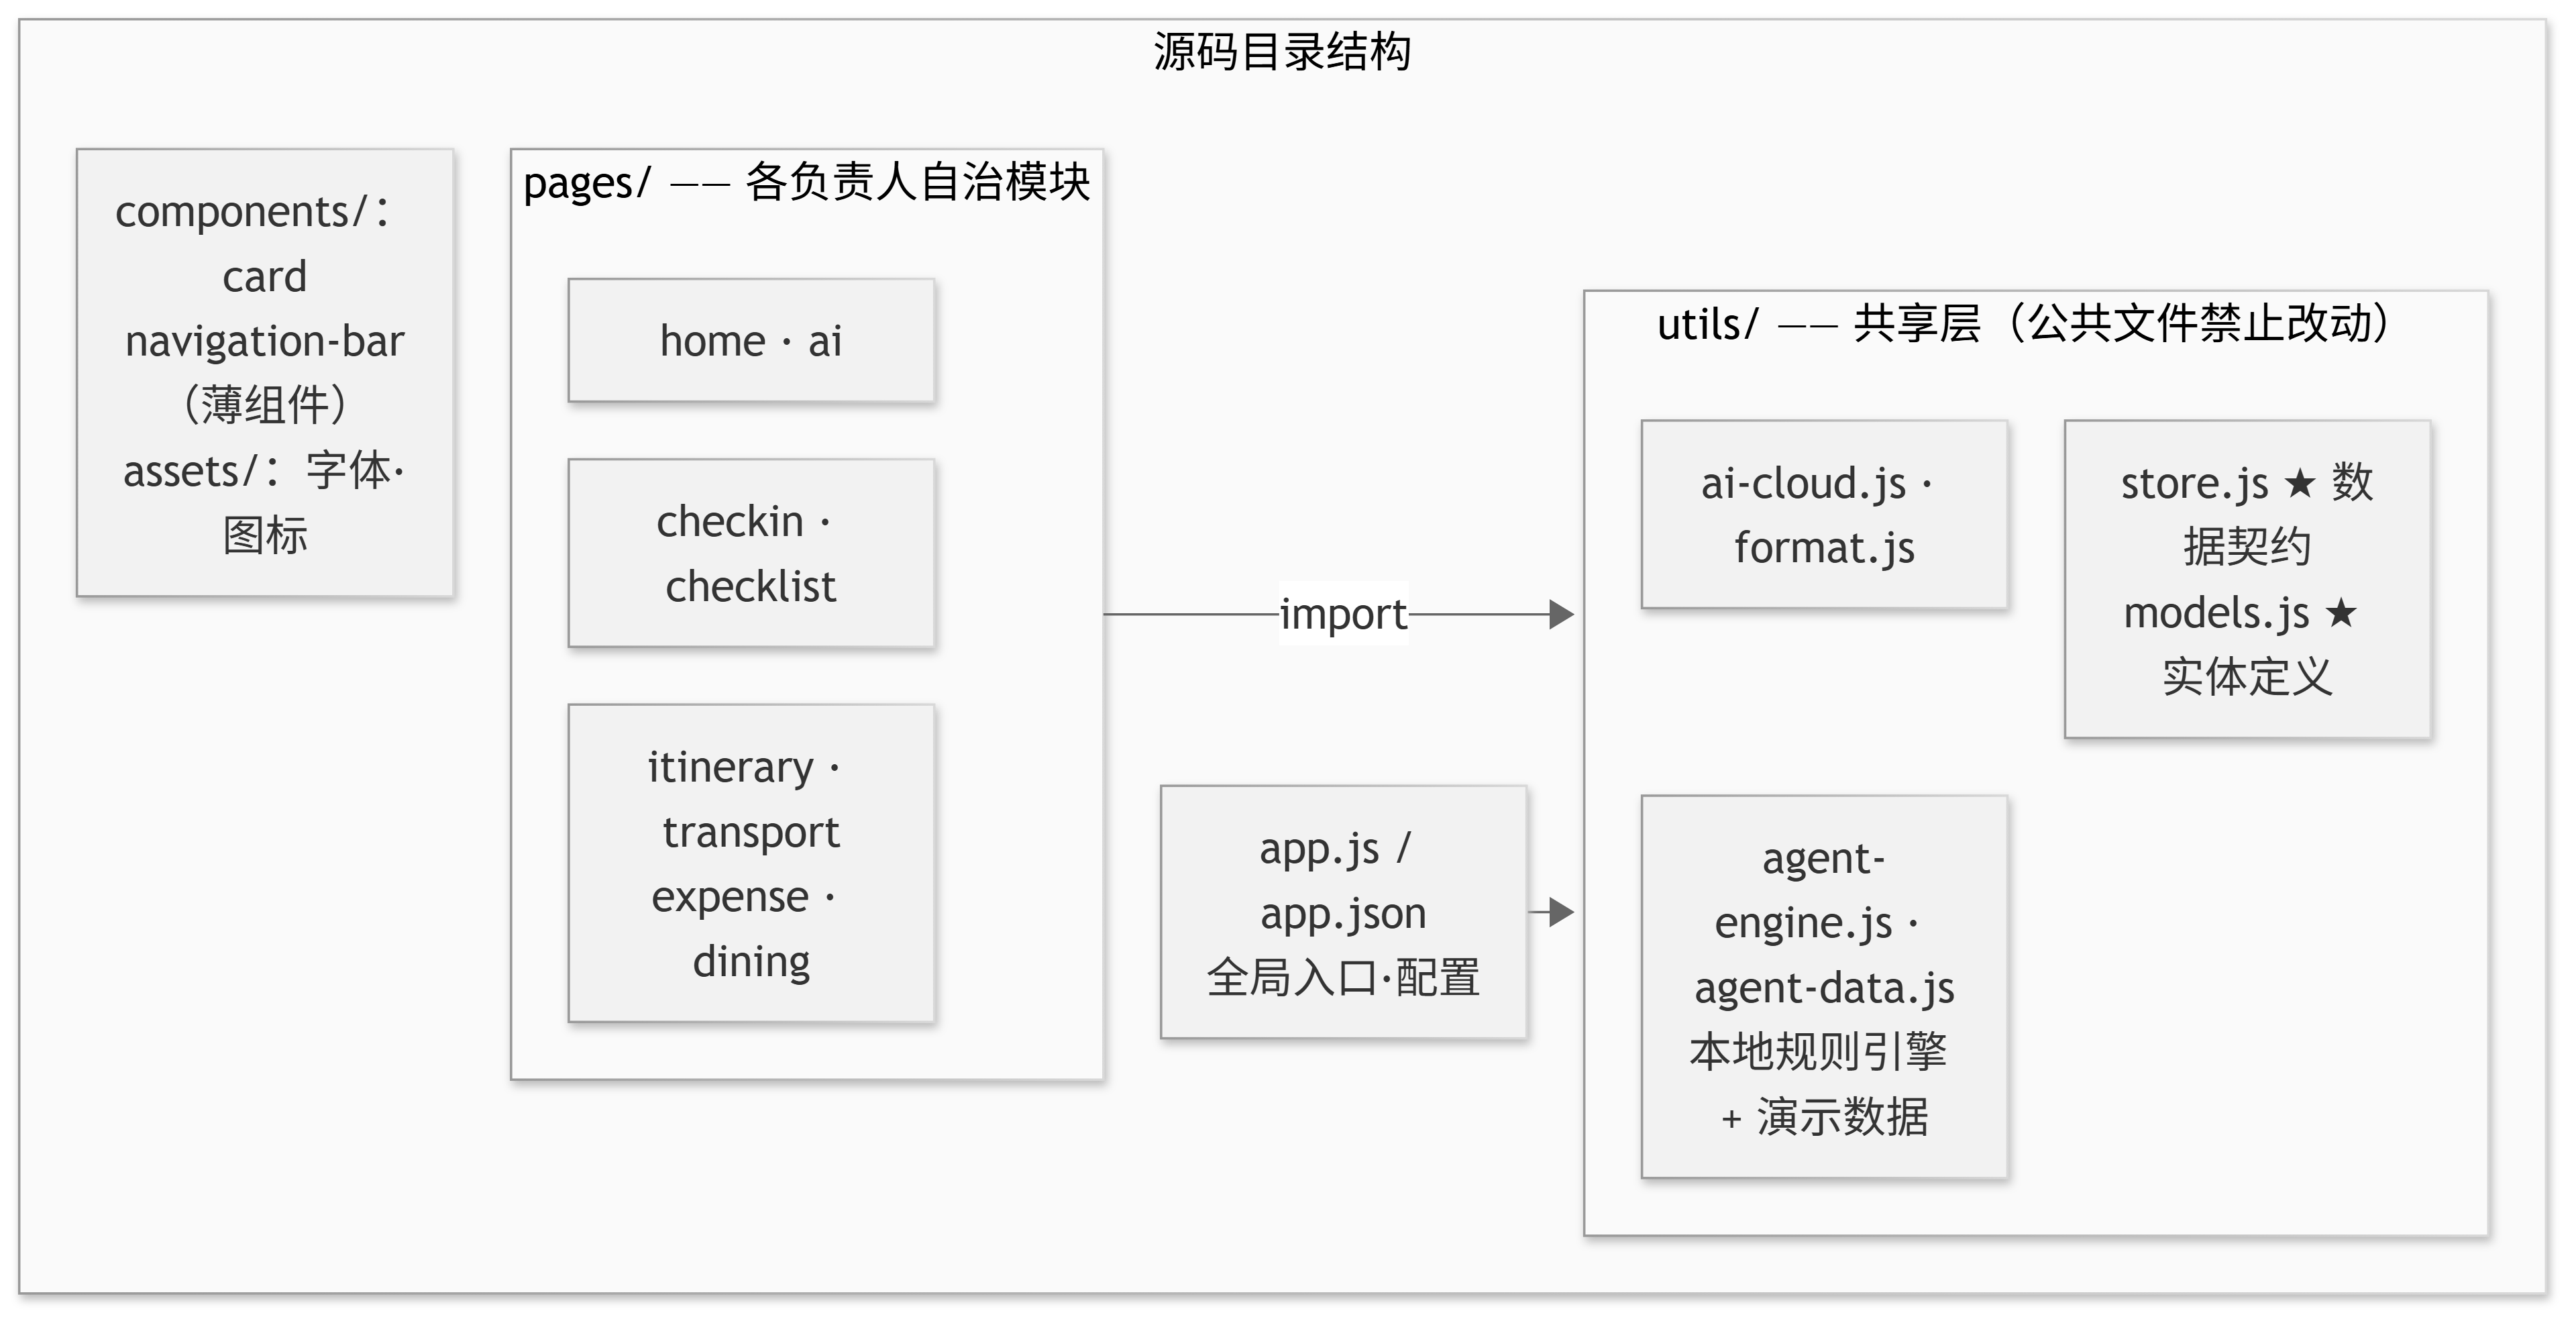 源码目录结构
components/：
card
navigation-bar
（薄组件）
assets/：字体·
图标
pages/ —— 各负责人自治模块
home · ai
checkin ·
checklist
itinerary ·
transport
expense ·
dining
import
app.js /
app.json
全局入口·配置
utils/ —— 共享层（公共文件禁止改动）
ai-cloud.js ·
format.js
store.js ★ 数
据契约
models.js ★
实体定义
agent-
engine.js ·
agent-data.js
本地规则引擎
+ 演示数据